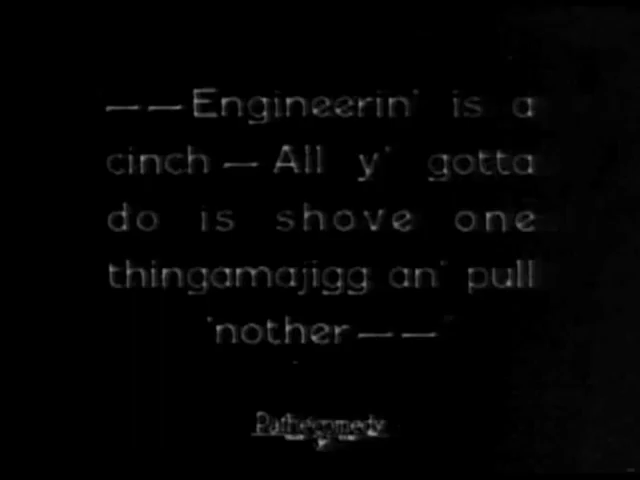 ——Engineerin' is a
cinch — All y' gotta
do is shove one
thingamajigg an' pull
'nother——"
Pathécomedy